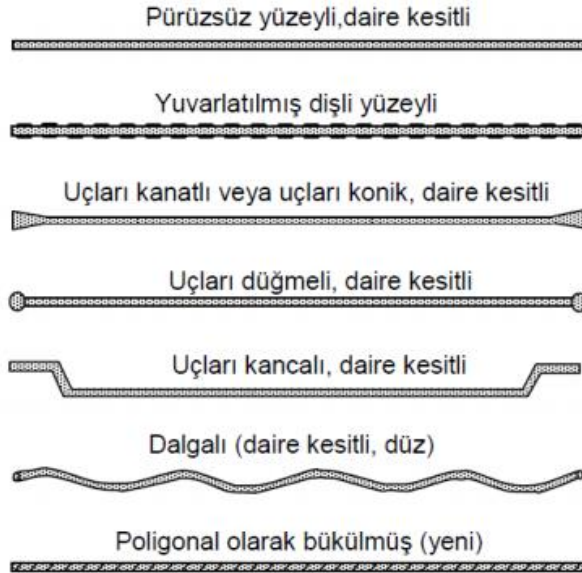 Pürüzsüz yüzeyli,daire kesitli
Yuvarlatılmış dişli yüzeyli
Uçları kanatlı veya uçları konik, daire kesitli
Uçları düğmeli, daire kesitli
Uçları kancalı, daire kesitli
Dalgalı (daire kesitli, düz)
Poligonal olarak bükülmüş (yeni)